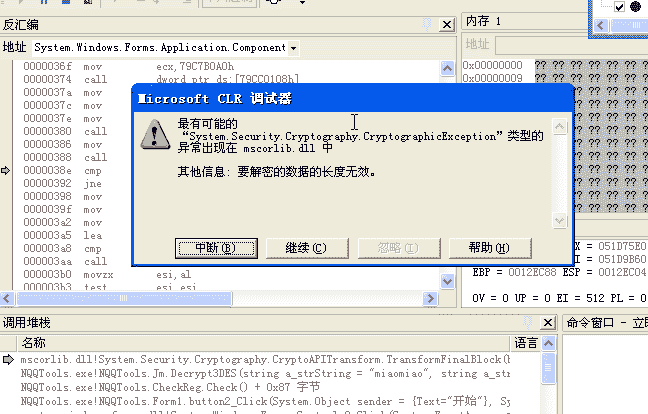 反汇编
地址 System.Windows.Forms.Application.Component
0000036f mov ecx,79C7B0A0h
00000374 call dword ptr ds:[79CC0108h]
0000037a mov
0000037c mov
0000037e mov
00000380 call
00000386 mov
00000388 call
0000038e cmp
00000392 jne
00000398 mov
0000039f mov
000003a2 mov
000003a5 lea
000003a8 cmp
000003aa call
000003b0 movzx esi,al
000003b3 test esi,esi
内存 1
地址
0x00000000 ?? ?? ?? ?? ?? ??
0x00000009 ?? ?? ?? ?? ?? ??
Microsoft CLR 调试器
最有可能的
“System.Security.Cryptography.CryptographicException”类型的
异常出现在 mscorlib.dll 中
其他信息: 要解密的数据的长度无效。
中断(B) 继续(C) 忽略(I) 帮助(H)
X = 051D75E0
I = 051D9B60
EBP = 0012EC88 ESP = 0012EC04
OV = 0 UP = 0 EI = 512 PL = 0
调用堆栈
名称 语言
mscorlib.dll!System.Security.Cryptography.CryptoAPITransform.TransformFinalBlock(
NQQTools.exe!NQQTools.Jm.Decrypt3DES(string a_strString = "miaomiao", string a_str
NQQTools.exe!NQQTools.CheckReg.Check() + 0x87 字节
NQQTools.exe!NQQTools.Form1.button2_Click(System.Object sender = {Text="开始"}, Sy
命令窗口 - 立即